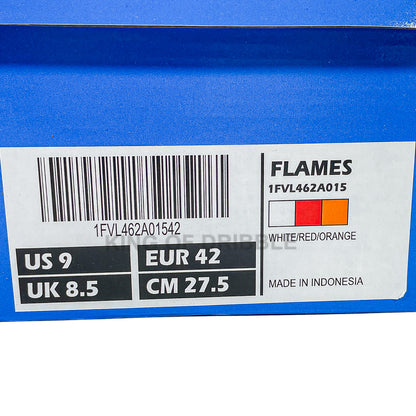 1FVL462A01542
KING OF DRIBBLE
US 9
EUR 42
UK 8.5
CM 27.5
FLAMES
1FVL462A015
WHITE/RED/ORANGE
MADE IN INDONESIA